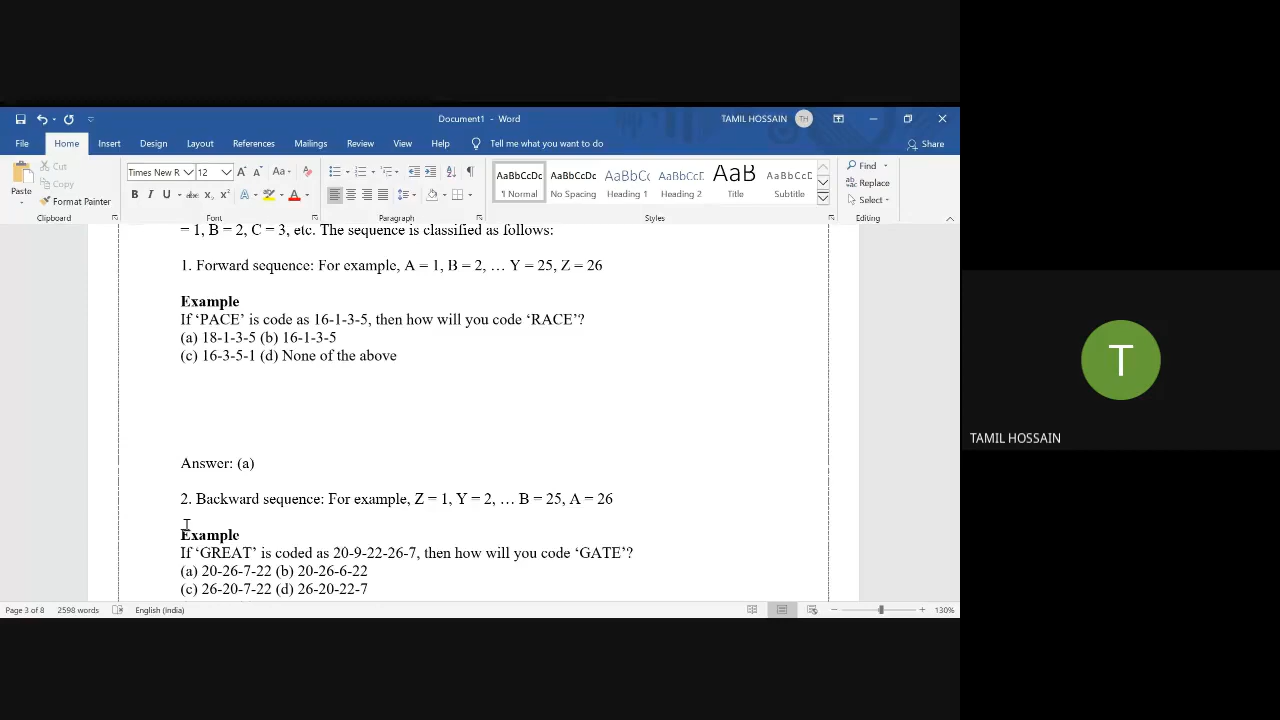 Document1 - Word
TAMIL HOSSAIN
TH
File
Home
Insert
Design
Layout
References
Mailings
Review
View
Help
Tell me what you want to do
Share
Paste
Cut
Copy
Format Painter
Clipboard
Times New R
12
Font
Paragraph
AaBbCcDc
¶ Normal
AaBbCcDc
No Spacing
AaBbCc
Heading 1
AaBbCcC
Heading 2
AaB
Title
AaBbCcC
Subtitle
Styles
Find
Replace
Select
Editing
= 1, B = 2, C = 3, etc. The sequence is classified as follows:
1. Forward sequence: For example, A = 1, B = 2, … Y = 25, Z = 26
Example
If ‘PACE’ is code as 16-1-3-5, then how will you code ‘RACE’?
(a) 18-1-3-5 (b) 16-1-3-5
(c) 16-3-5-1 (d) None of the above
Answer: (a)
2. Backward sequence: For example, Z = 1, Y = 2, … B = 25, A = 26
Example
If ‘GREAT’ is coded as 20-9-22-26-7, then how will you code ‘GATE’?
(a) 20-26-7-22 (b) 20-26-6-22
(c) 26-20-7-22 (d) 26-20-22-7
Page 3 of 8
2598 words
English (India)
130%
T
TAMIL HOSSAIN